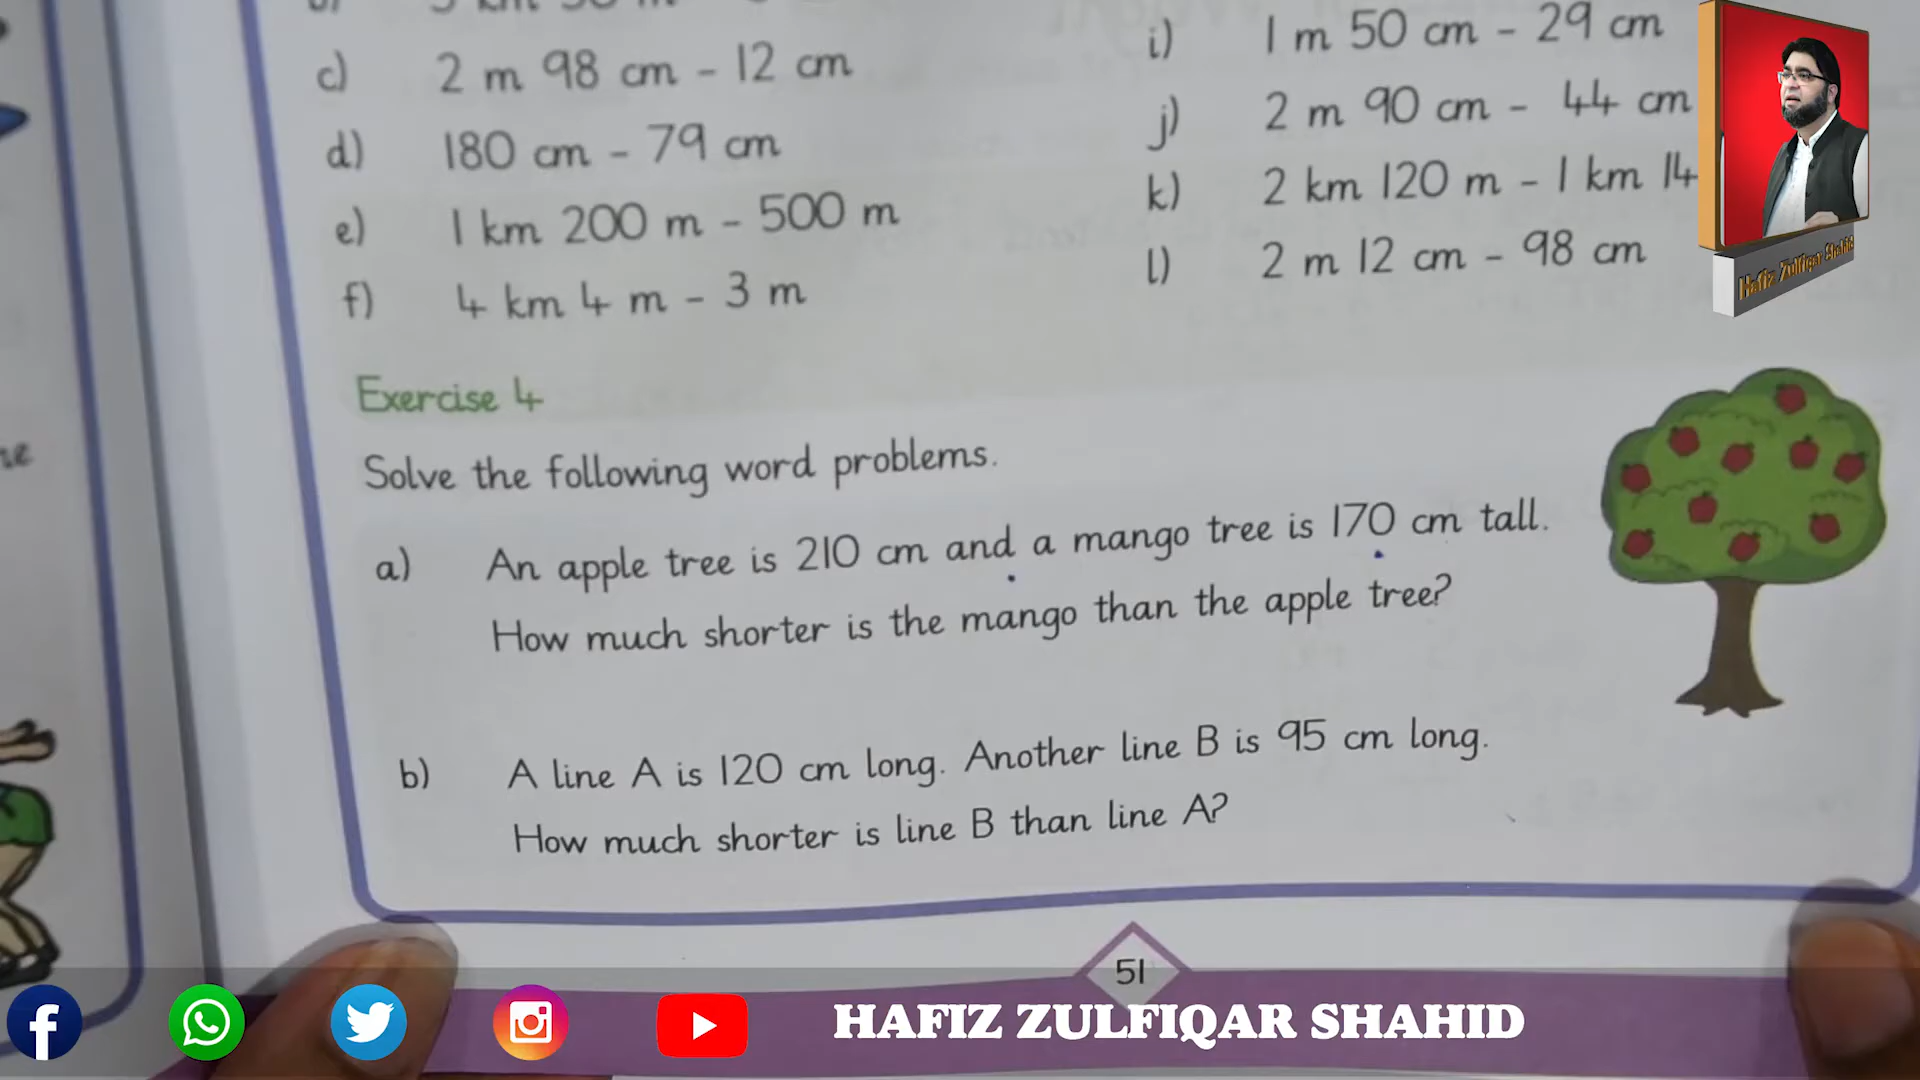 c) 2 m 98 cm - 12 cm
d) 180 cm - 79 cm
e) 1 km 200 m - 500 m
f) 4 km 4 m - 3 m
i) 1 m 50 cm - 29 cm
j) 2 m 90 cm - 44 cm
k) 2 km 120 m - 1 km 14
l) 2 m 12 cm - 98 cm
Hafiz Zulfiqar Shahid
Exercise 4
Solve the following word problems.
a) An apple tree is 210 cm and a mango tree is 170 cm tall.
How much shorter is the mango than the apple tree?
b) A line A is 120 cm long. Another line B is 95 cm long.
How much shorter is line B than line A?
51
HAFIZ ZULFIQAR SHAHID